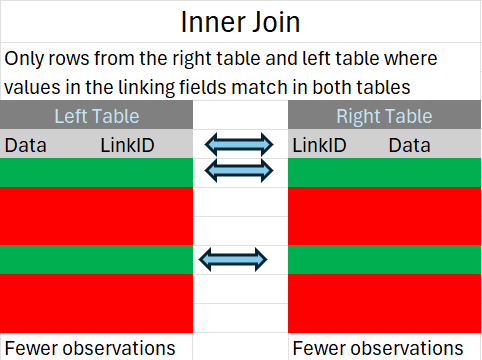 Inner Join
Only rows from the right table and left table where
values in the linking fields match in both tables
Left Table Right Table
Data LinkID LinkID Data
Fewer observations Fewer observations